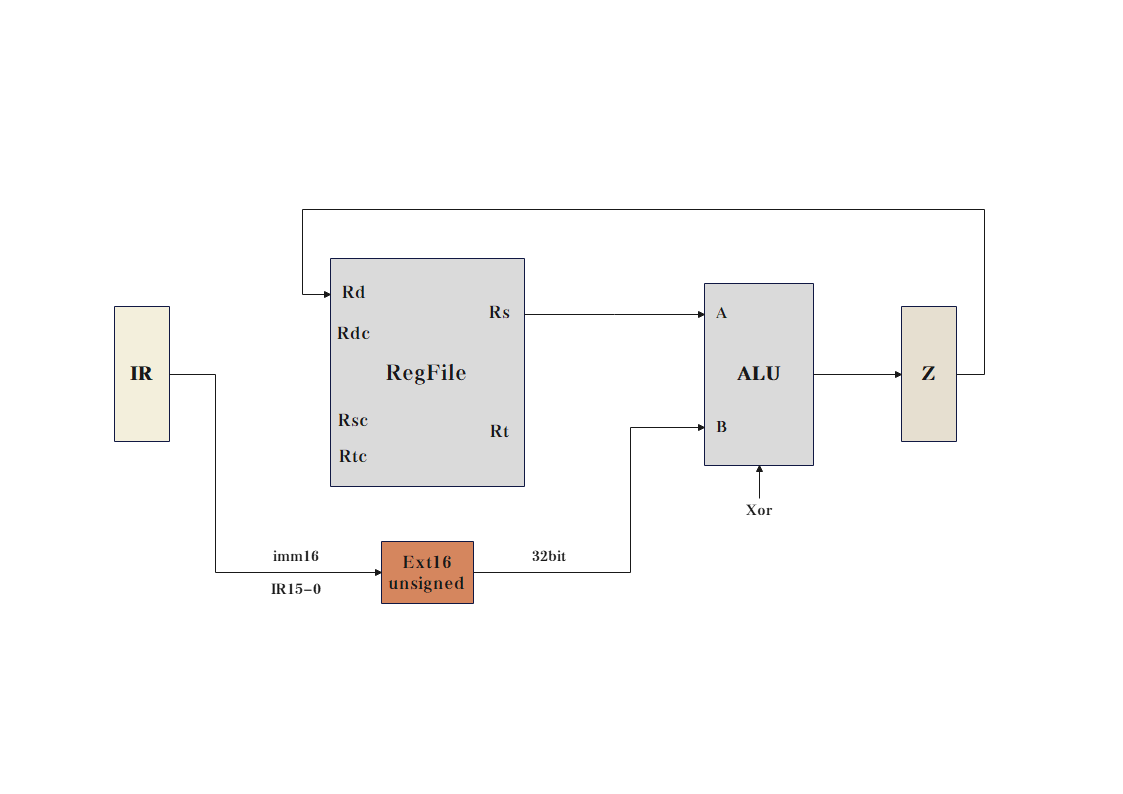 Rd
Rs
A
Rdc
IR
RegFile
ALU
Z
Rsc
Rt
B
Rtc
Xor
imm16
Ext16
unsigned
32bit
IR15-0